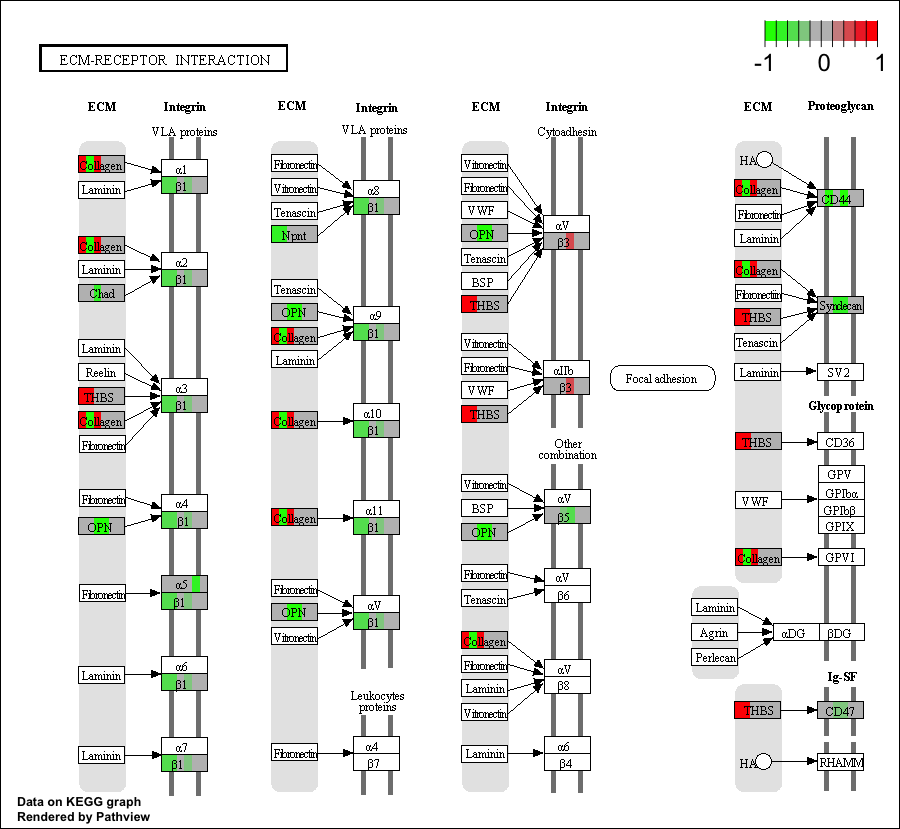 ECM-RECEPTOR INTERACTION
-1 0 1
ECM Integrin
VLA proteins
Collagen
Laminin
α1
β1
Collagen
Laminin
Chad
α2
β1
Laminin
Reelin
THBS
Collagen
Fibronectin
α3
β1
Fibronectin
OPN
α4
β1
Fibronectin
α5
β1
Laminin
α6
β1
Laminin
α7
β1
ECM Integrin
VLA proteins
Fibronectin
Vitronectin
Tenascin
Npnt
α8
β1
Tenascin
OPN
Collagen
Laminin
α9
β1
Collagen
α10
β1
Collagen
α11
β1
Fibronectin
OPN
Vitronectin
αV
β1
Leukocytes
proteins
Fibronectin
α4
β7
ECM Integrin
Cytoadhesin
Vitronectin
Fibronectin
VWF
OPN
Tenascin
BSP
THBS
αV
β3
Vitronectin
Fibronectin
VWF
THBS
αIIb
β3
Other
combination
Vitronectin
BSP
OPN
αV
β5
Fibronectin
Tenascin
αV
β6
Collagen
Fibronectin
Laminin
Vitronectin
αV
β8
Laminin
α6
β4
Focal adhesion
ECM Proteoglycan
HA
Collagen
Fibronectin
Laminin
CD44
Collagen
Fibronectin
THBS
Tenascin
Syndecan
Laminin
SV2
Glycoprotein
THBS
CD36
VWF
GPV
GPIbα
GPIbβ
GPIX
Collagen
GPVI
Laminin
Agrin
Perlecan
αDG
βDG
Ig-SF
THBS
CD47
HA
RHAMM
Data on KEGG graph
Rendered by Pathview